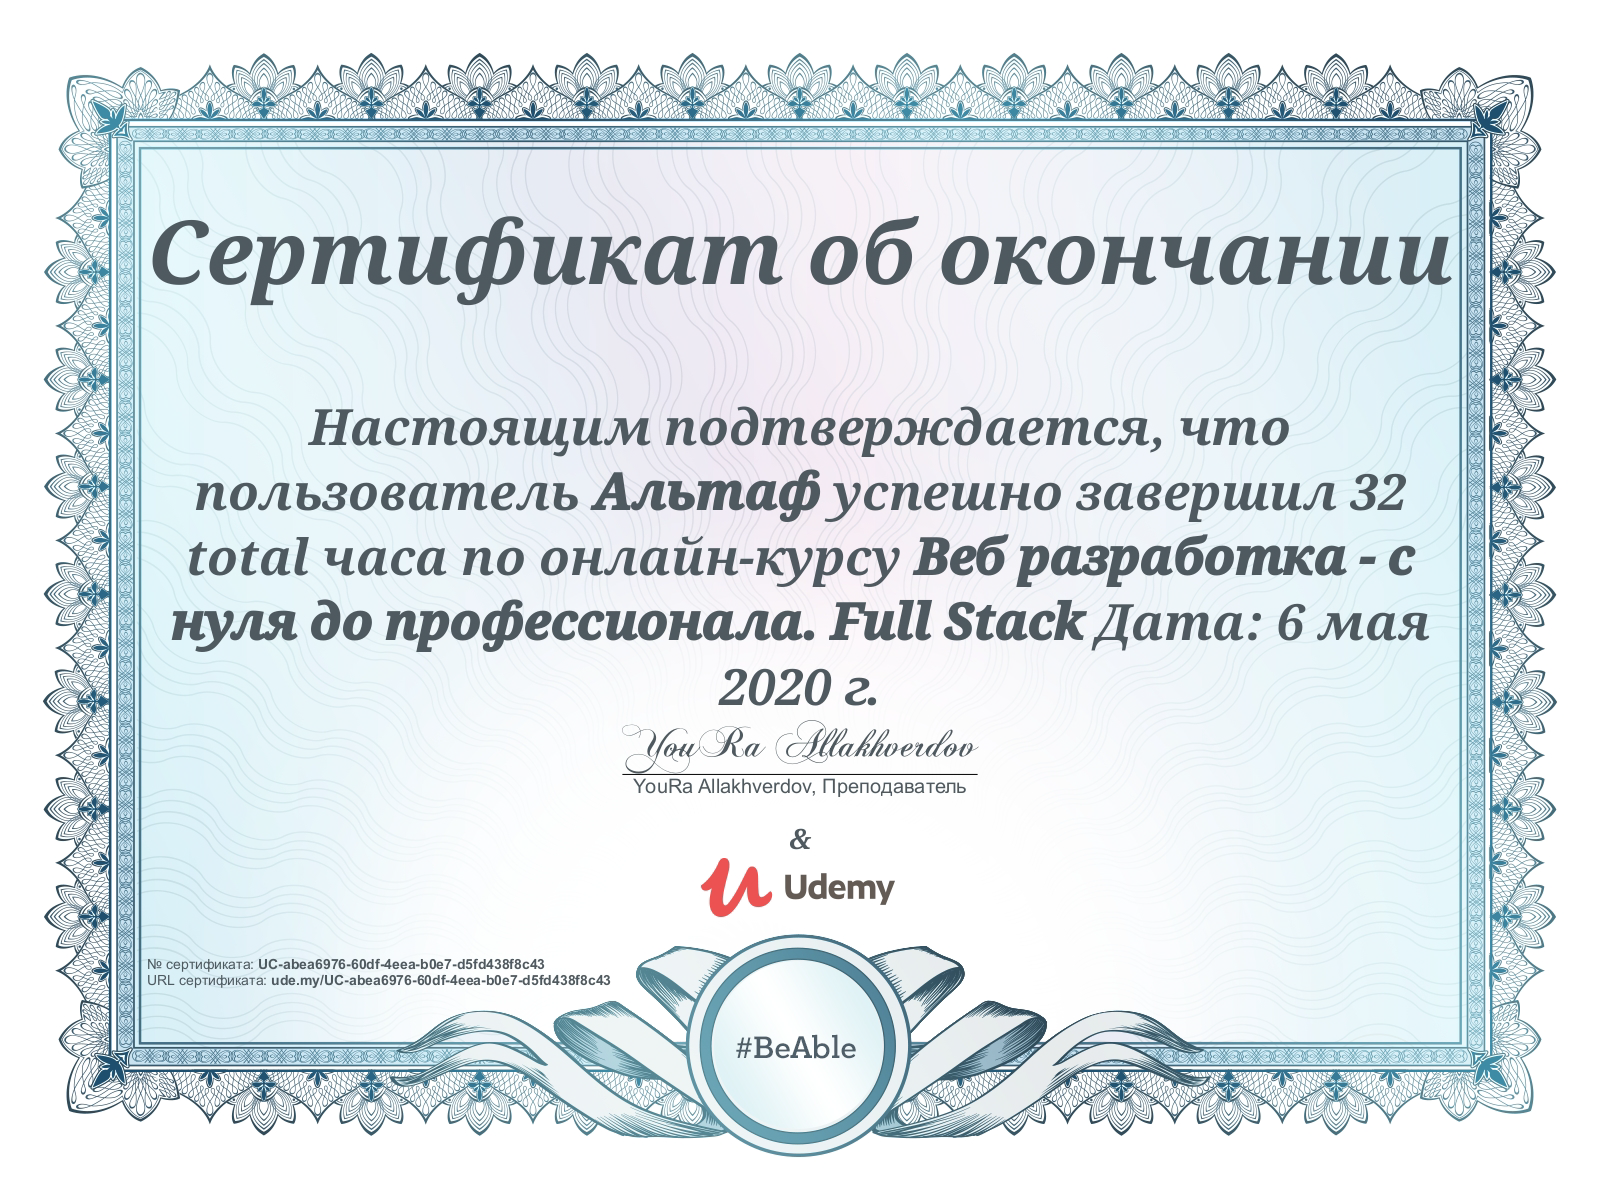 Сертификат об окончании
Настоящим подтверждается, что
пользователь Альтаф успешно завершил 32
total часа по онлайн-курсу Веб разработка - с
нуля до профессионала. Full Stack Дата: 6 мая
2020 г.
YouRa Allakhverdov
YouRa Allakhverdov, Преподаватель
&
Udemy
№ сертификата: UC-abea6976-60df-4eea-b0e7-d5fd438f8c43
URL сертификата: ude.my/UC-abea6976-60df-4eea-b0e7-d5fd438f8c43
#BeAble